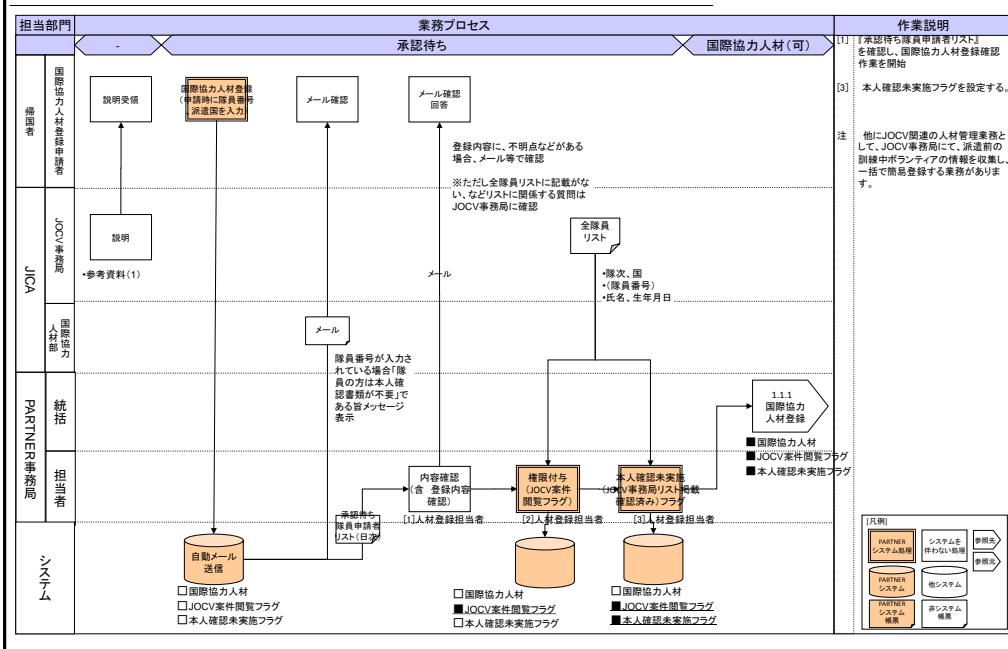 担当部門
業務プロセス
作業説明
-
承認待ち
国際協力人材(可)
帰国者
国際協力人材登録申請者
説明受領
国際協力人材登録
(申請時に隊員番号
派遣国を入力)
メール確認
メール確認
回答
登録内容に、不明点などがある
場合、メール等で確認
※ただし全隊員リストに記載がな
い、などリストに関係する質問は
JOCV事務局に確認
[1] 『承認待ち隊員申請者リスト』
を確認し、国際協力人材登録確認
作業を開始
[3] 本人確認未実施フラグを設定する。
注 他にJOCV関連の人材管理業務と
して、JOCV事務局にて、派遣前の
訓練中ボランティアの情報を収集し、
一括で簡易登録する業務がありま
す。
JICA
JOCV事務局
説明
•参考資料(1)
メール
全隊員
リスト
•隊次、国
•(隊員番号)
•氏名、生年月日
国際協力
人材部
メール
隊員番号が入力さ
れている場合「隊
員の方は本人確
認書類が不要」で
ある旨メッセージ
表示
PARTNER事務局
統括
1.1.1
国際協力
人材登録
■国際協力人材
■JOCV案件閲覧フラグ
■本人確認未実施フラグ
担当者
内容確認
(含 登録内容
確認)
[1]人材登録担当者
権限付与
(JOCV案件
閲覧フラグ)
[2]人材登録担当者
本人確認未実施
(JOCV事務局リスト掲載
確認済み)フラグ
[3]人材登録担当者
承認待ち
隊員申請者
リスト(日次)
システム
自動メール
送信
□国際協力人材
□JOCV案件閲覧フラグ
□本人確認未実施フラグ
□国際協力人材
■JOCV案件閲覧フラグ
□本人確認未実施フラグ
□国際協力人材
■JOCV案件閲覧フラグ
■本人確認未実施フラグ
[凡例]
PARTNER
システム処理
システムを
伴わない処理
参照先
参照元
PARTNER
システム
他システム
PARTNER
システム
帳票
非システム
帳票